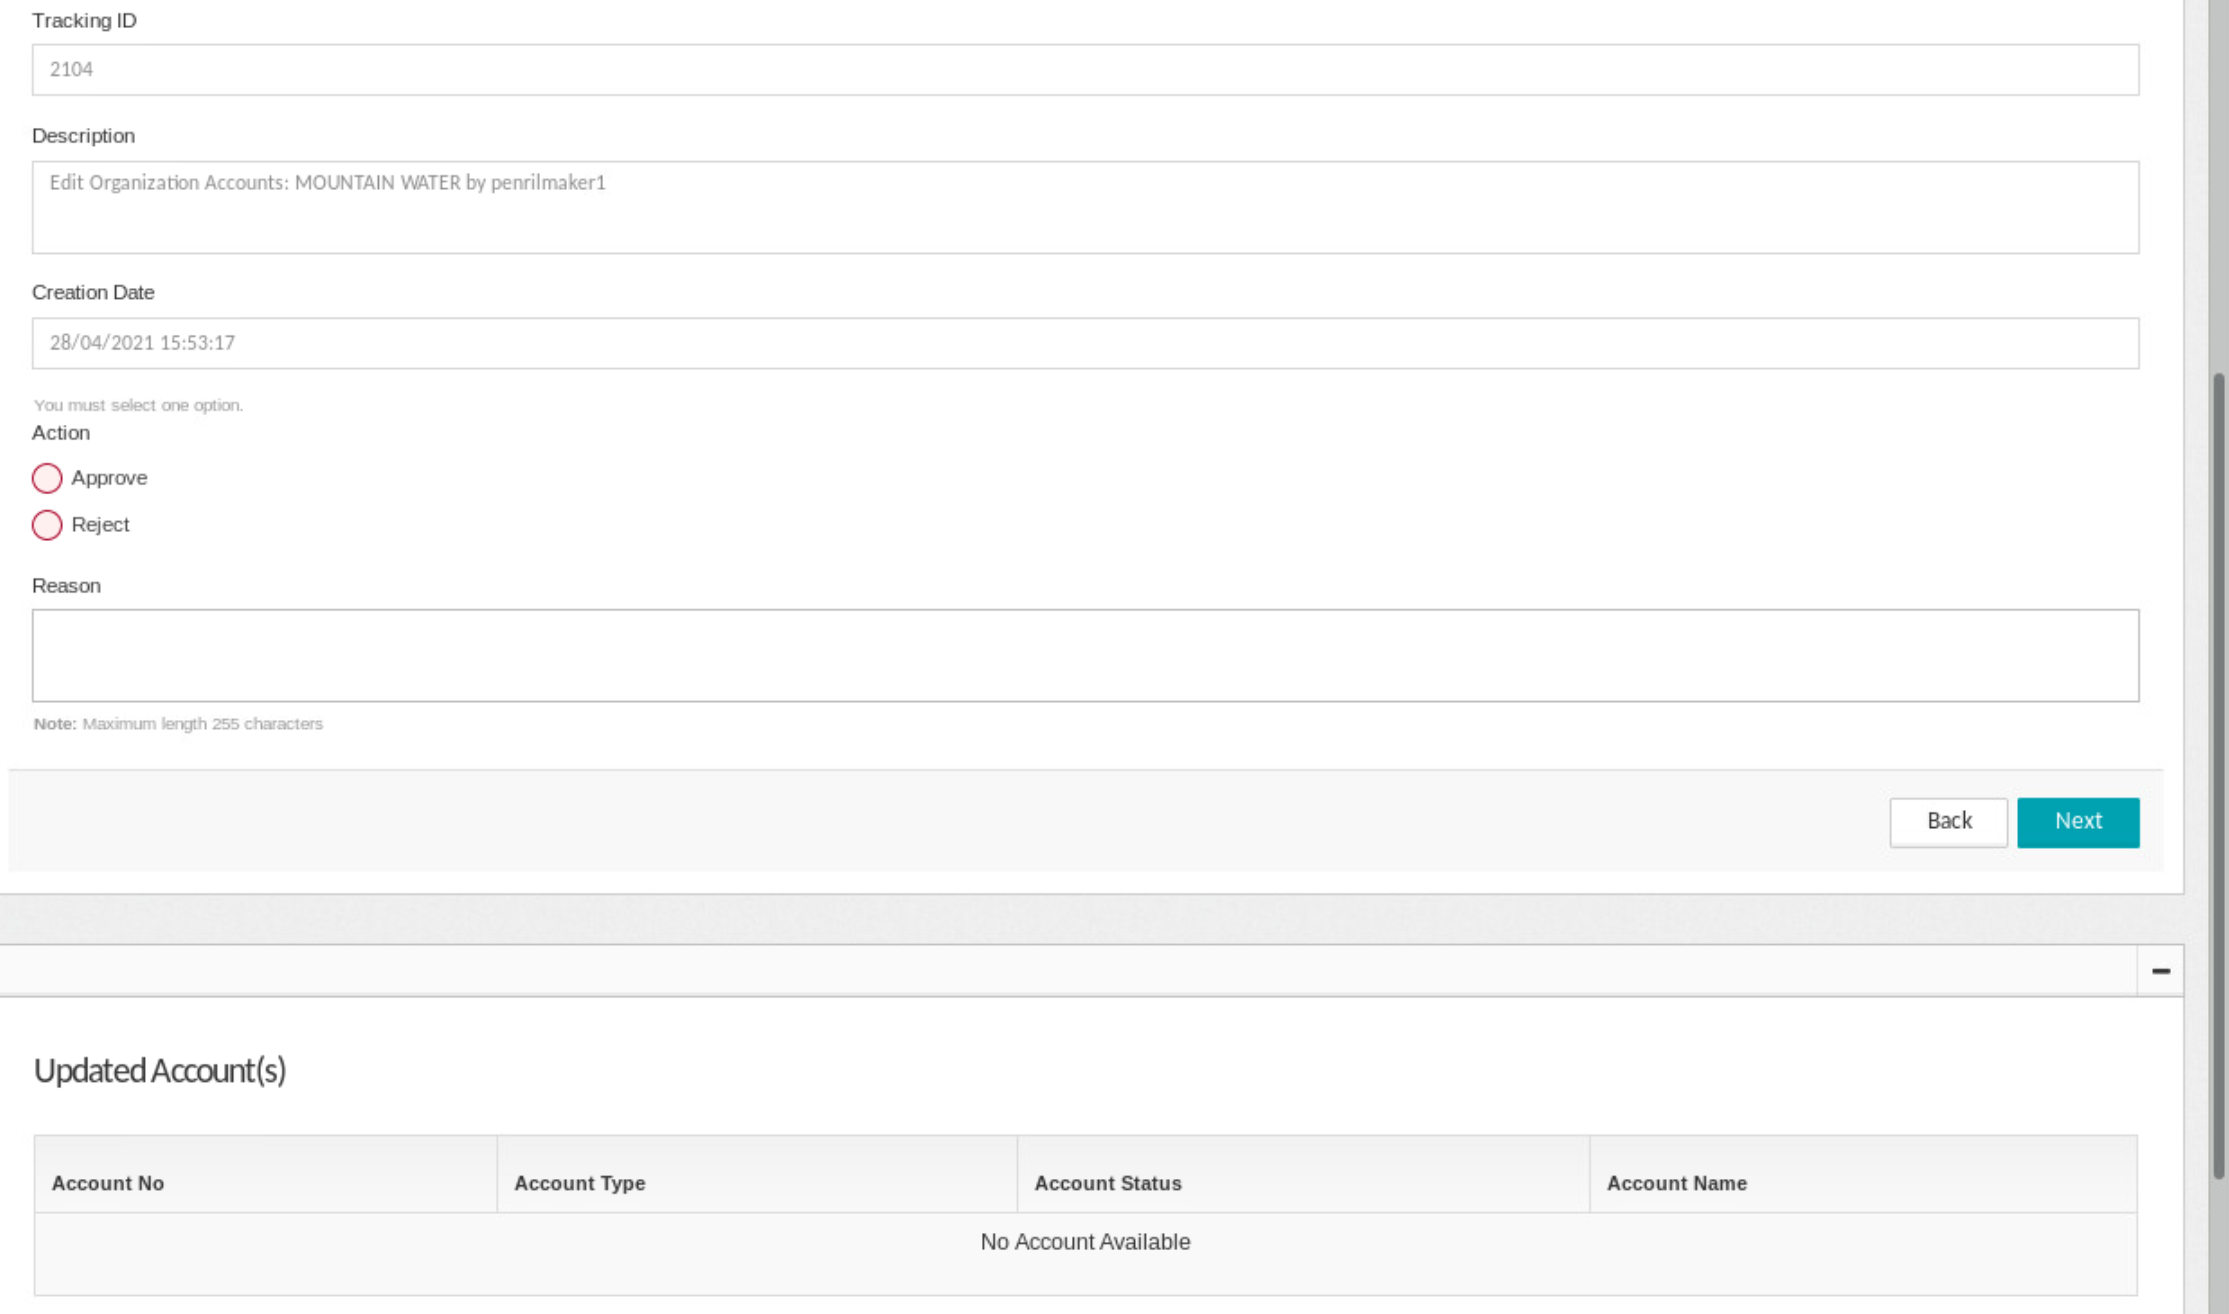 Tracking ID
2104
Description
Edit Organization Accounts: MOUNTAIN WATER by penrilmaker1
Creation Date
28/04/2021 15:53:17
You must select one option.
Action
Approve
Reject
Reason
Note: Maximum length 255 characters
Back Next
Updated Account(s)
Account No Account Type Account Status Account Name
No Account Available